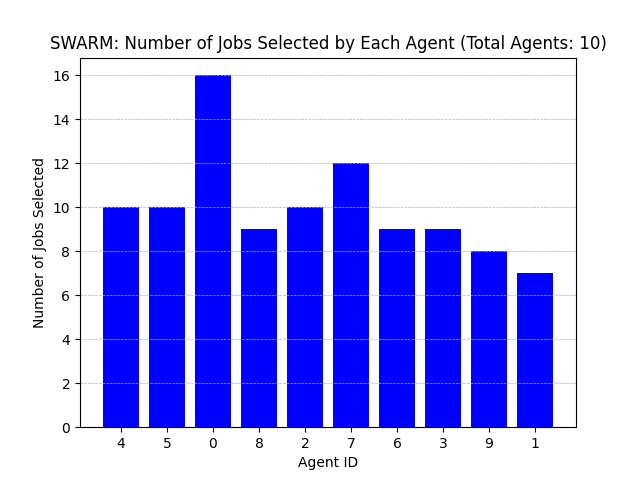 SWARM: Number of Jobs Selected by Each Agent (Total Agents: 10)
Number of Jobs Selected
16
14
12
10
8
6
4
2
0
4 5 0 8 2 7 6 3 9 1
Agent ID